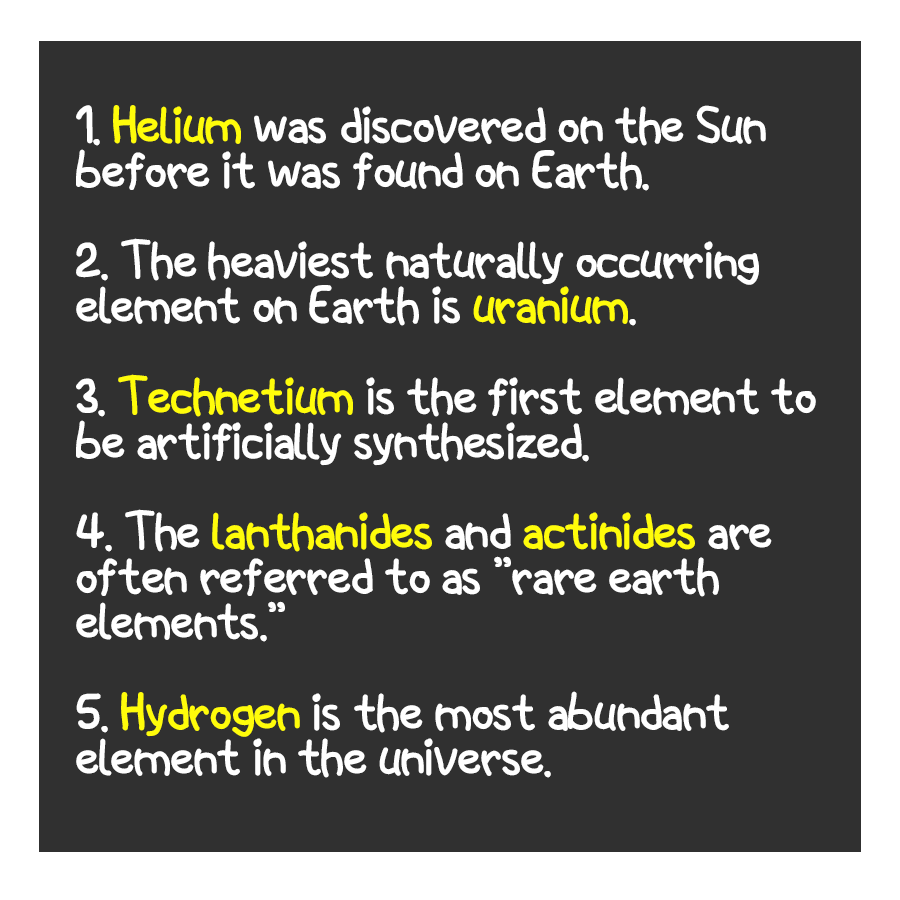 1. Helium was discovered on the Sun
before it was found on Earth.
2. The heaviest naturally occurring
element on Earth is uranium.
3. Technetium is the first element to
be artificially synthesized.
4. The lanthanides and actinides are
often referred to as "rare earth
elements."
5. Hydrogen is the most abundant
element in the universe.